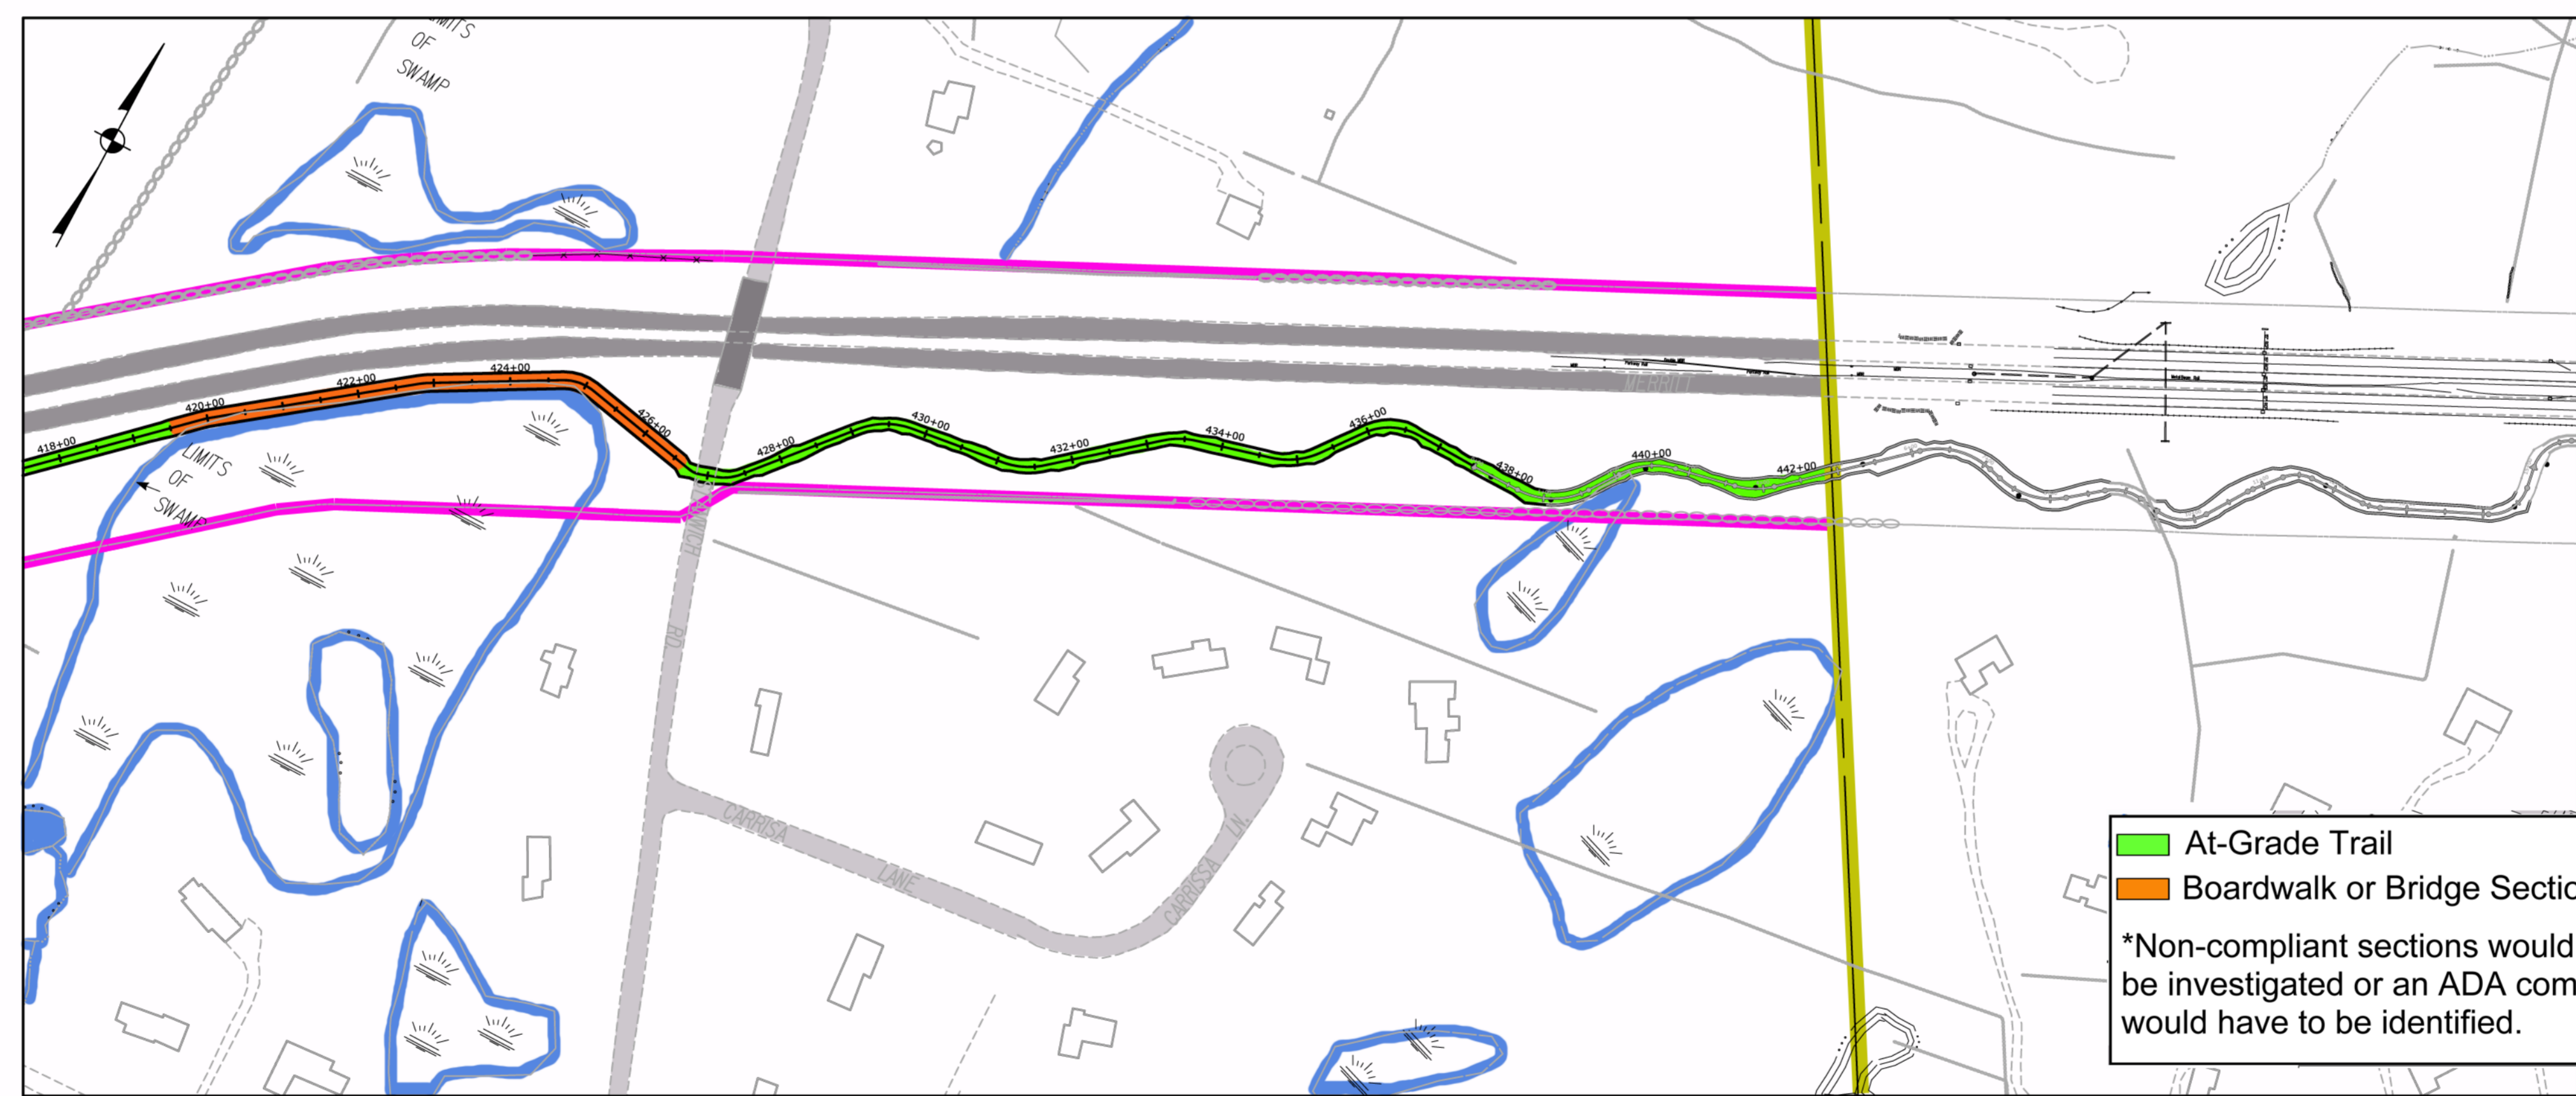 OF
SWAMP
418+00
420+00
422+00
424+00
426+00
428+00
430+00
432+00
434+00
436+00
438+00
440+00
442+00
MERRITT
LIMITS
OF
SWAMP
RD.
CARRISA
LANE
CARRISSA
LN.
At-Grade Trail
Boardwalk or Bridge Sectio
*Non-compliant sections would
be investigated or an ADA com
would have to be identified.